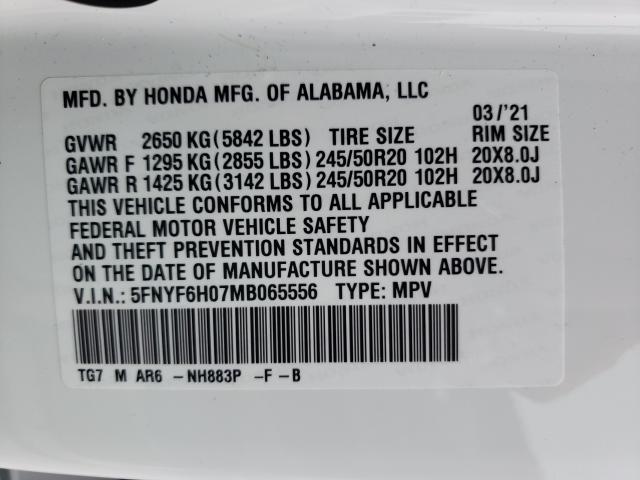 MFD. BY HONDA MFG. OF ALABAMA, LLC
03/'21
GVWR 2650 KG(5842 LBS) TIRE SIZE RIM SIZE
GAWR F 1295 KG(2855 LBS)245/50R20 102H 20X8.0J
GAWR R 1425 KG(3142 LBS)245/50R20 102H 20X8.0J
THIS VEHICLE CONFORMS TO ALL APPLICABLE
FEDERAL MOTOR VEHICLE SAFETY
AND THEFT PREVENTION STANDARDS IN EFFECT
ON THE DATE OF MANUFACTURE SHOWN ABOVE.
V.I.N.: 5FNYF6H07MB065556 TYPE: MPV
TG7 M AR6 -NH883P -F -B